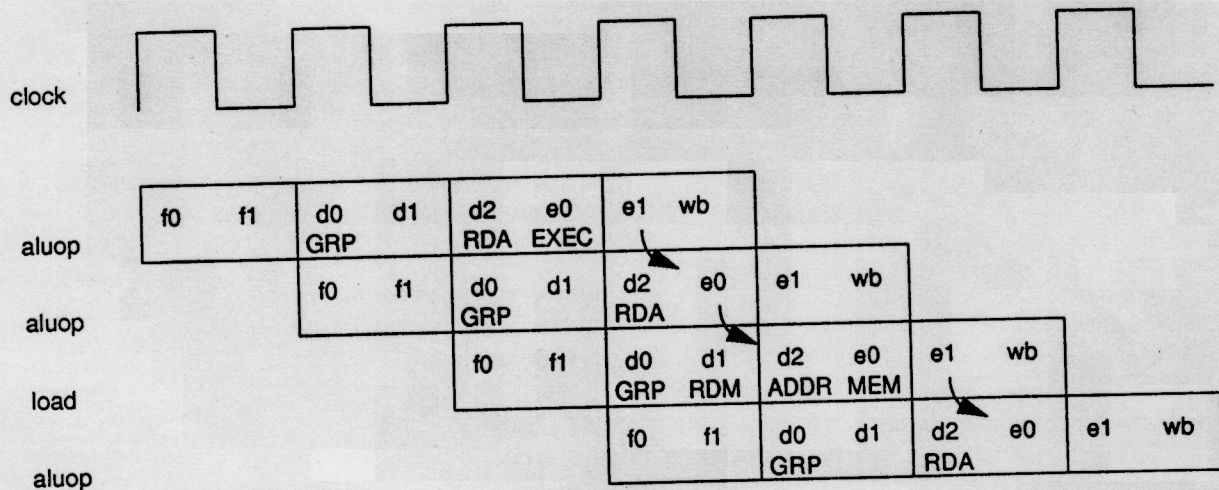 clock
f0 f1 d0 d1 d2 e0 e1 wb
GRP RDA EXEC
aluop
f0 f1 d0 d1 d2 e0 e1 wb
GRP RDA
aluop
f0 f1 d0 d1 d2 e0 e1 wb
GRP RDM ADDR MEM
load
f0 f1 d0 d1 d2 e0 e1 wb
GRP RDA
aluop